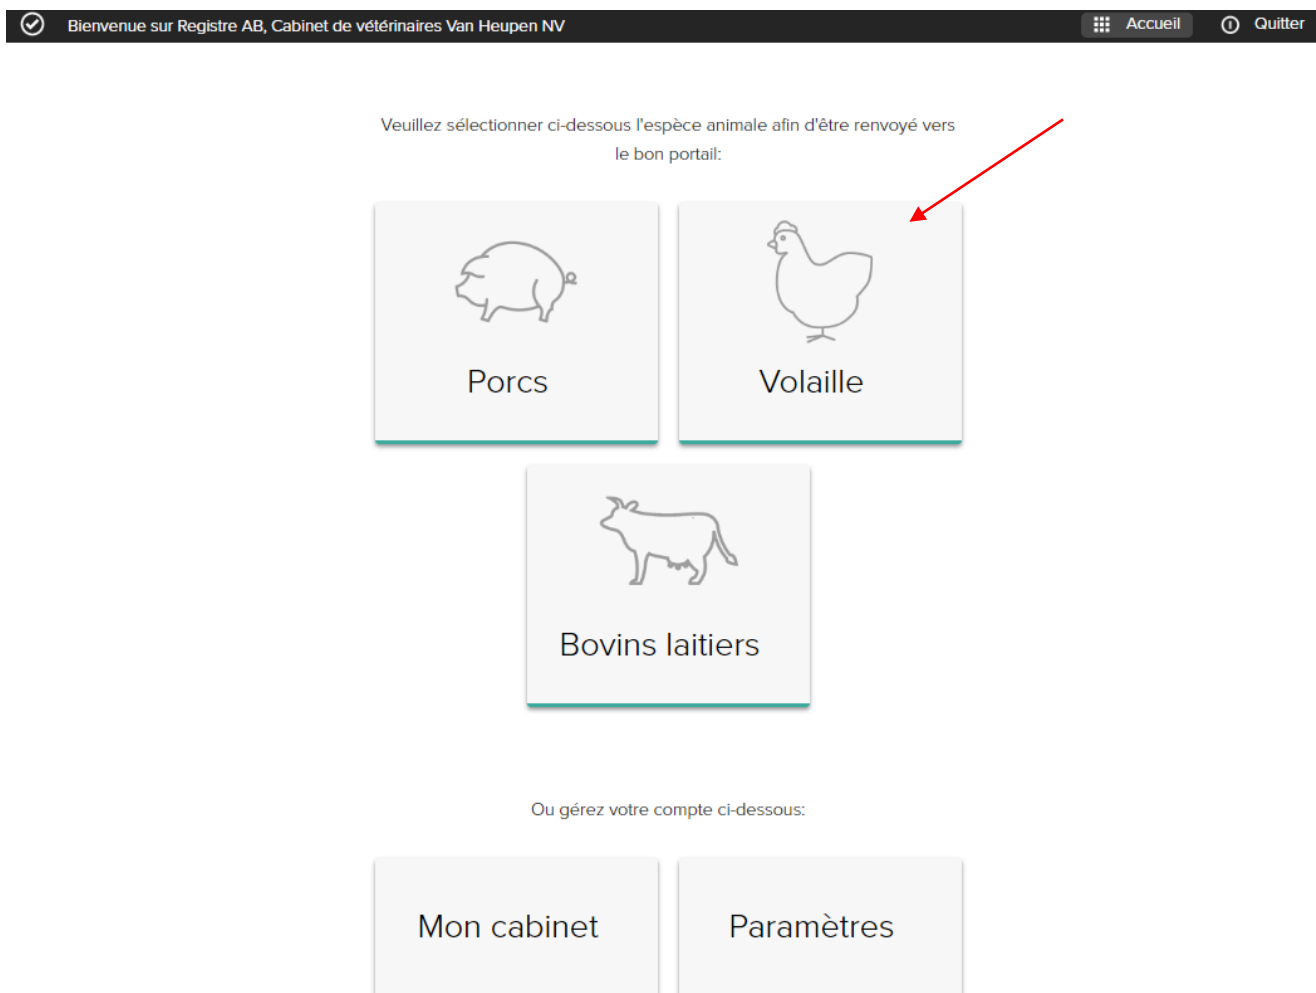 Bienvenue sur Registre AB, Cabinet de vétérinaires Van Heupen NV
Accueil
Quitter
Veuillez sélectionner ci-dessous l'espèce animale afin d'être renvoyé vers
le bon portail:
Porcs
Volaille
Bovins laitiers
Ou gérez votre compte ci-dessous:
Mon cabinet
Paramètres